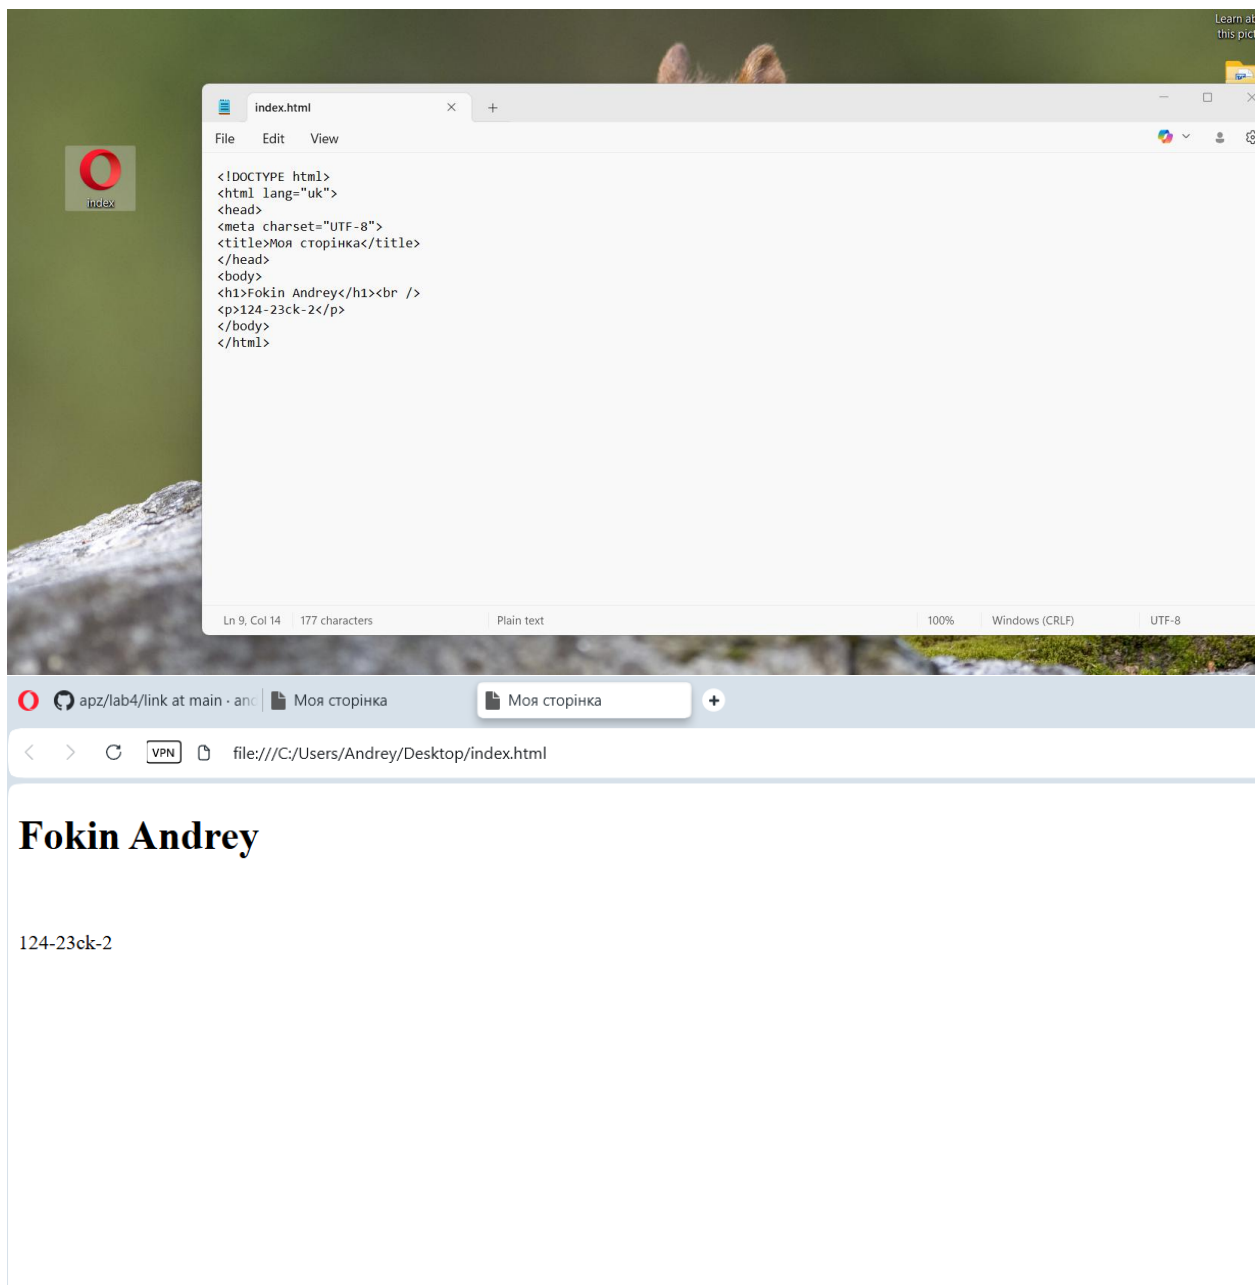 Learn ab
this pict
index.html
File Edit View
index
<!DOCTYPE html>
<html lang="uk">
<head>
<meta charset="UTF-8">
<title>Моя сторінка</title>
</head>
<body>
<h1>Fokin Andrey</h1><br />
<p>124-23ck-2</p>
</body>
</html>
Ln 9, Col 14 177 characters Plain text 100% Windows (CRLF) UTF-8
apz/lab4/link at main · and Моя сторінка Моя сторінка
VPN file:///C:/Users/Andrey/Desktop/index.html
Fokin Andrey
124-23ck-2